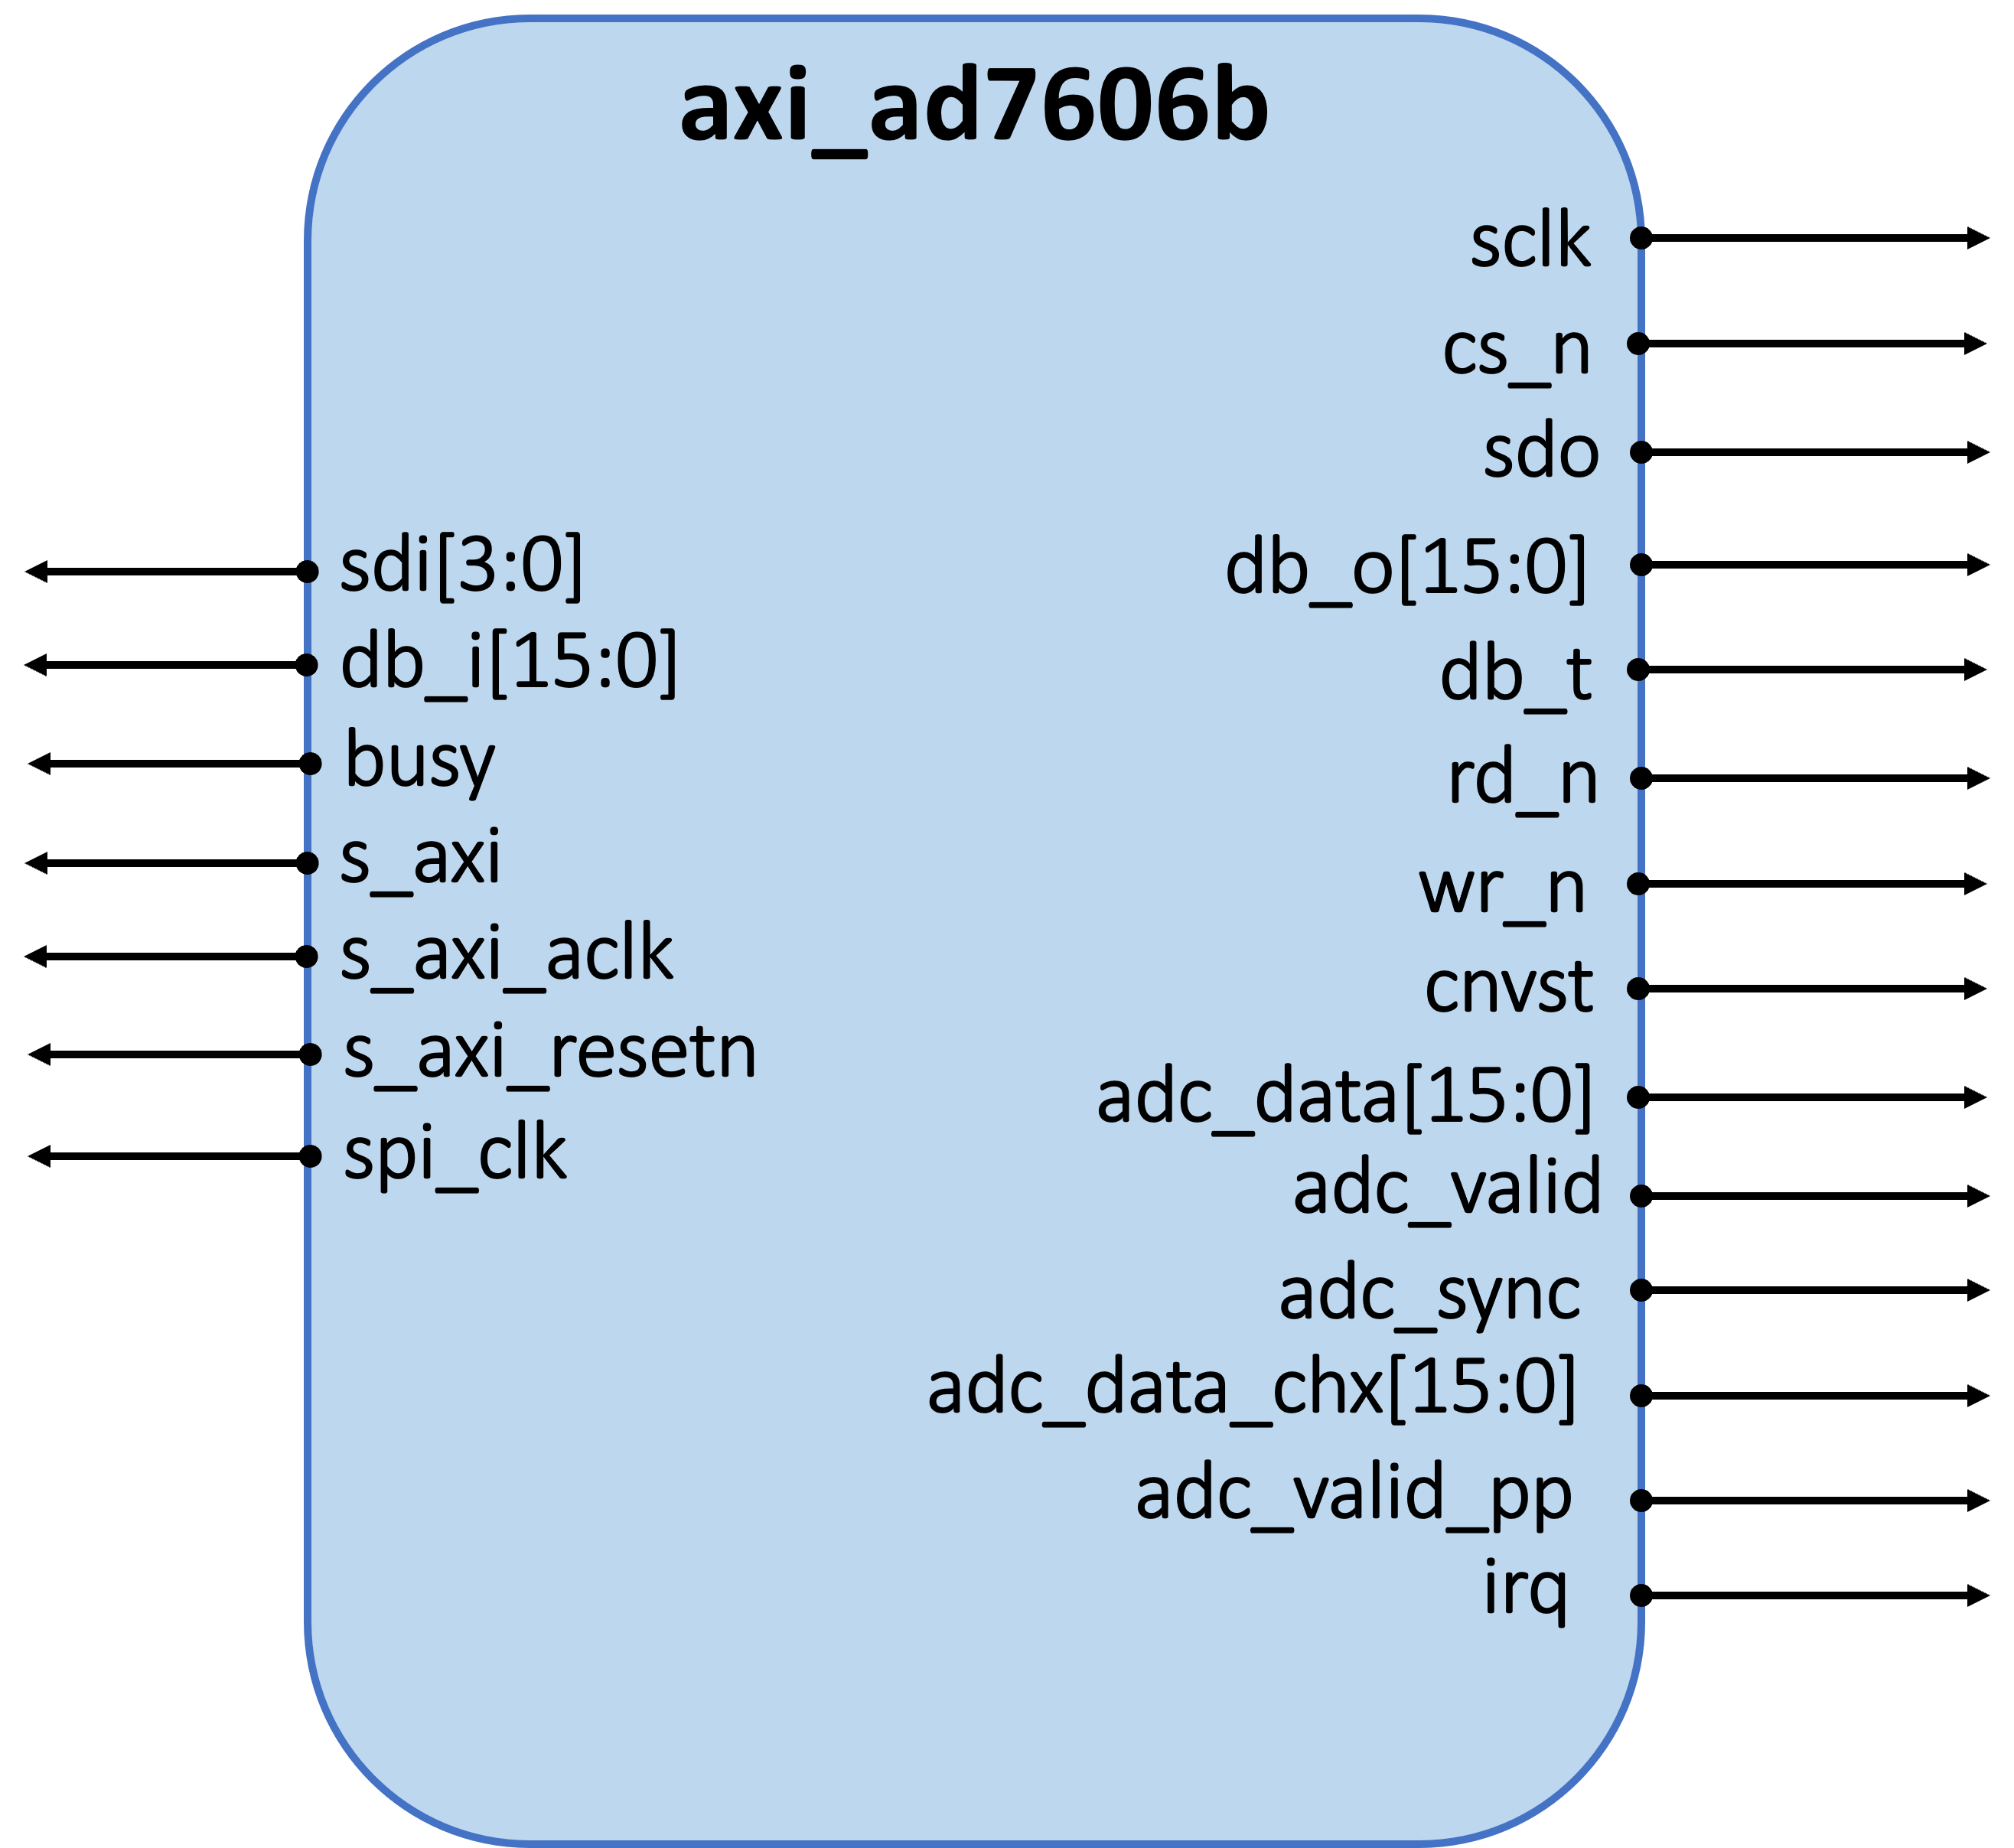 axi_ad7606b
sdi[3:0]
db_i[15:0]
busy
s_axi
s_axi_aclk
s_axi_resetn
spi_clk
sclk
cs_n
sdo
db_o[15:0]
db_t
rd_n
wr_n
cnvst
adc_data[15:0]
adc_valid
adc_sync
adc_data_chx[15:0]
adc_valid_pp
irq